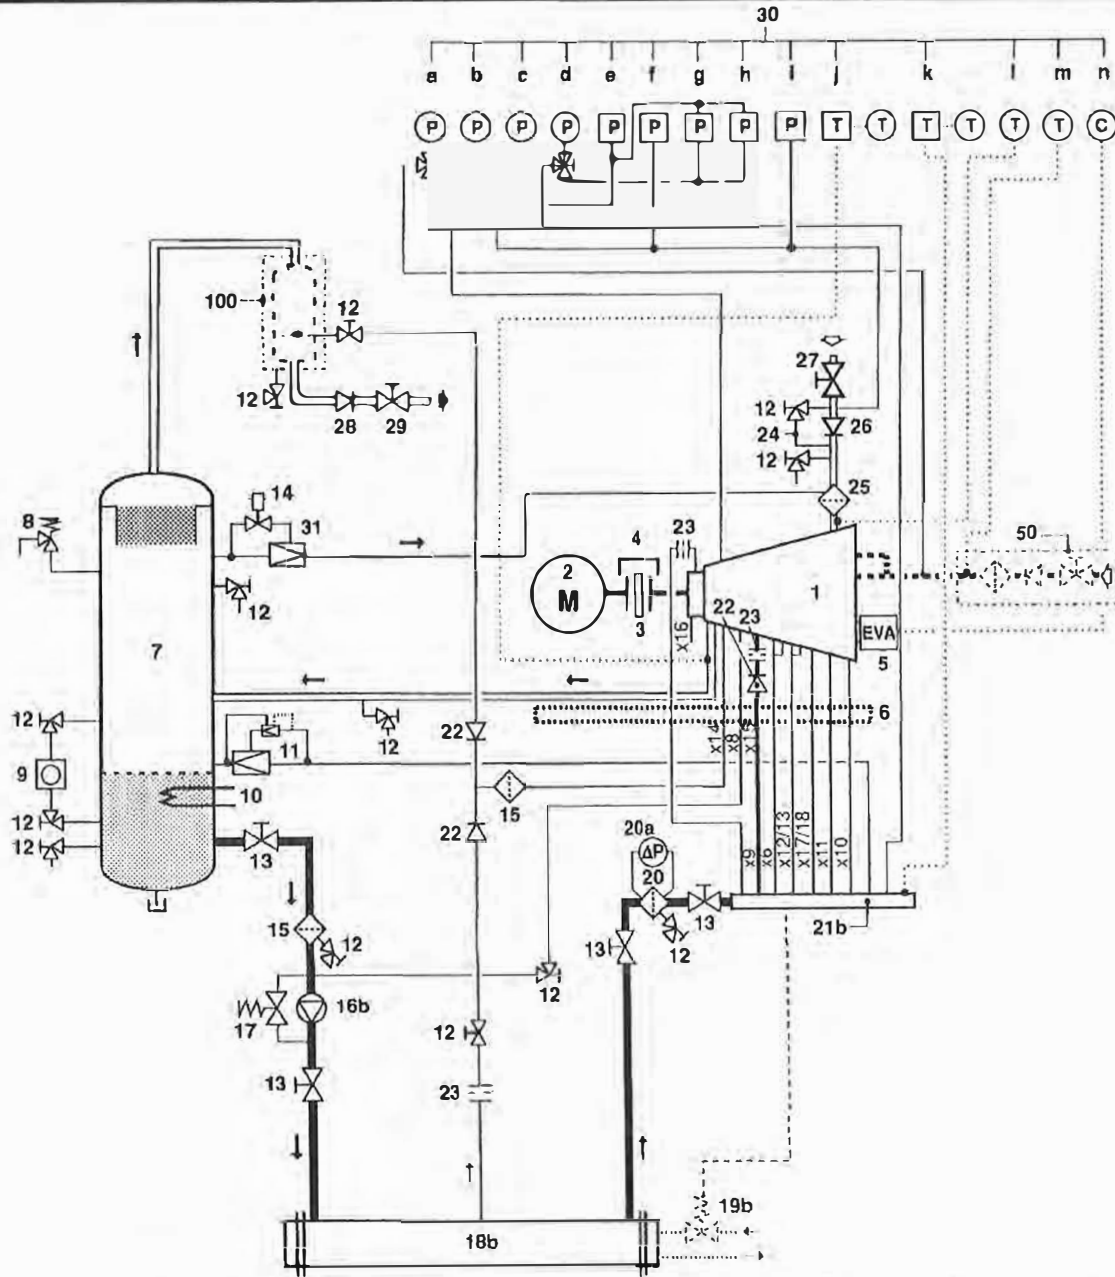 30
a b c d e f g h i j k l m n
P P P P P P P P P T T T T T T C
100
12
27
12
28
29
12
24
26
12
25
14
31
8
12
23
4
50
2
M
3
1
22
23
x16
EVA
5
7
6
12
12
11
22
x14
x8
x15
9
10
15
20a
ΔP
20
12
12
13
22
x9
x6
x12/13
x17/18
x11
x10
13
21b
15
12
13
12
12
17
16b
12
13
23
18b
19b